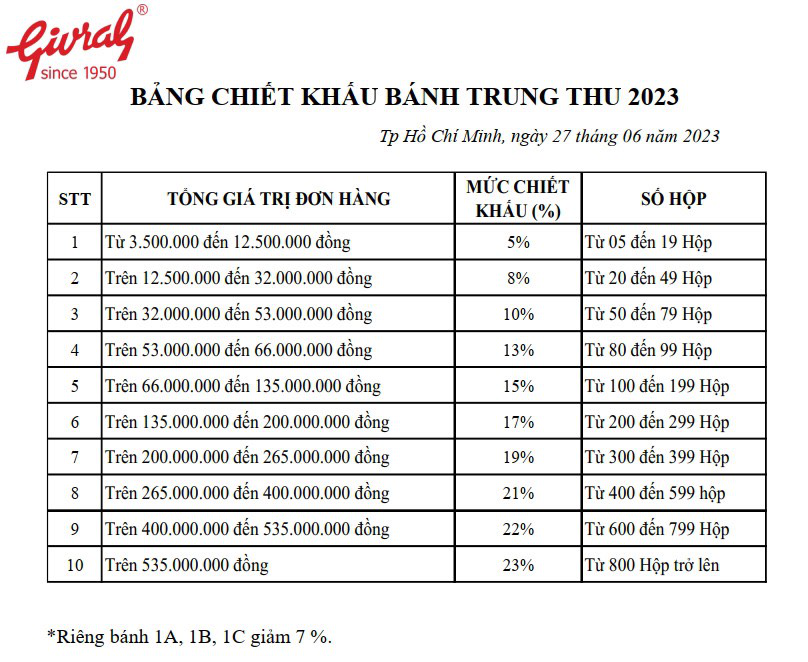 Givral®
since 1950
BẢNG CHIẾT KHẤU BÁNH TRUNG THU 2023
Tp Hồ Chí Minh, ngày 27 tháng 06 năm 2023
STT TỔNG GIÁ TRỊ ĐƠN HÀNG MỨC CHIẾT KHẤU (%) SỐ HỘP
1 Từ 3.500.000 đến 12.500.000 đồng 5% Từ 05 đến 19 Hộp
2 Trên 12.500.000 đến 32.000.000 đồng 8% Từ 20 đến 49 Hộp
3 Trên 32.000.000 đến 53.000.000 đồng 10% Từ 50 đến 79 Hộp
4 Trên 53.000.000 đến 66.000.000 đồng 13% Từ 80 đến 99 Hộp
5 Trên 66.000.000 đến 135.000.000 đồng 15% Từ 100 đến 199 Hộp
6 Trên 135.000.000 đến 200.000.000 đồng 17% Từ 200 đến 299 Hộp
7 Trên 200.000.000 đến 265.000.000 đồng 19% Từ 300 đến 399 Hộp
8 Trên 265.000.000 đến 400.000.000 đồng 21% Từ 400 đến 599 hộp
9 Trên 400.000.000 đến 535.000.000 đồng 22% Từ 600 đến 799 Hộp
10 Trên 535.000.000 đồng 23% Từ 800 Hộp trở lên
*Riêng bánh 1A, 1B, 1C giảm 7 %.